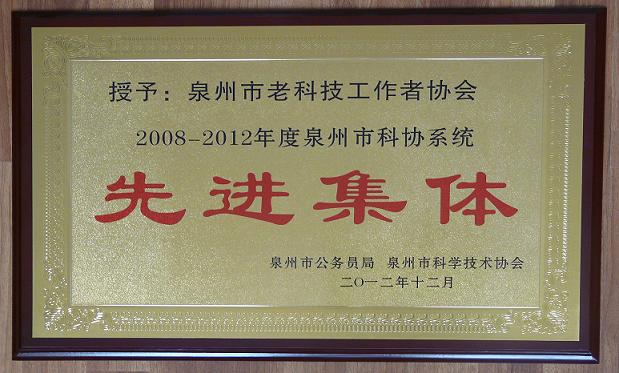 授予：泉州市老科技工作者协会
2008-2012年度泉州市科协系统
先进集体
泉州市公务员局 泉州市科学技术协会
二〇一二年十二月